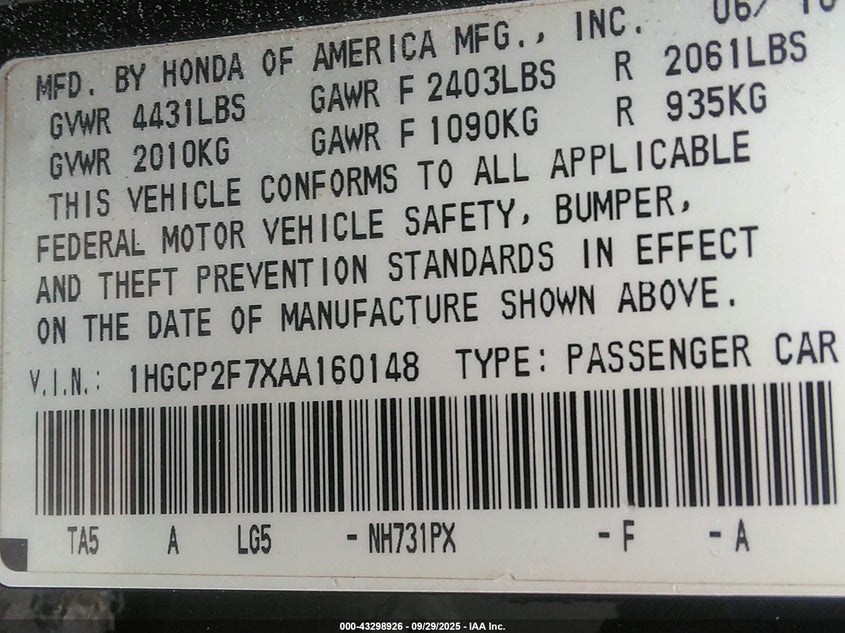 MFD. BY HONDA OF AMERICA MFG., INC. 06/10
GVWR 4431LBS GAWR F 2403LBS R 2061LBS
GVWR 2010KG GAWR F 1090KG R 935KG
THIS VEHICLE CONFORMS TO ALL APPLICABLE
FEDERAL MOTOR VEHICLE SAFETY, BUMPER,
AND THEFT PREVENTION STANDARDS IN EFFECT
ON THE DATE OF MANUFACTURE SHOWN ABOVE.
V.I.N.: 1HGCP2F7XAA160148 TYPE: PASSENGER CAR
TA5 A LG5 - NH731PX - F - A
000-43298926 - 09/29/2025 - IAA Inc.